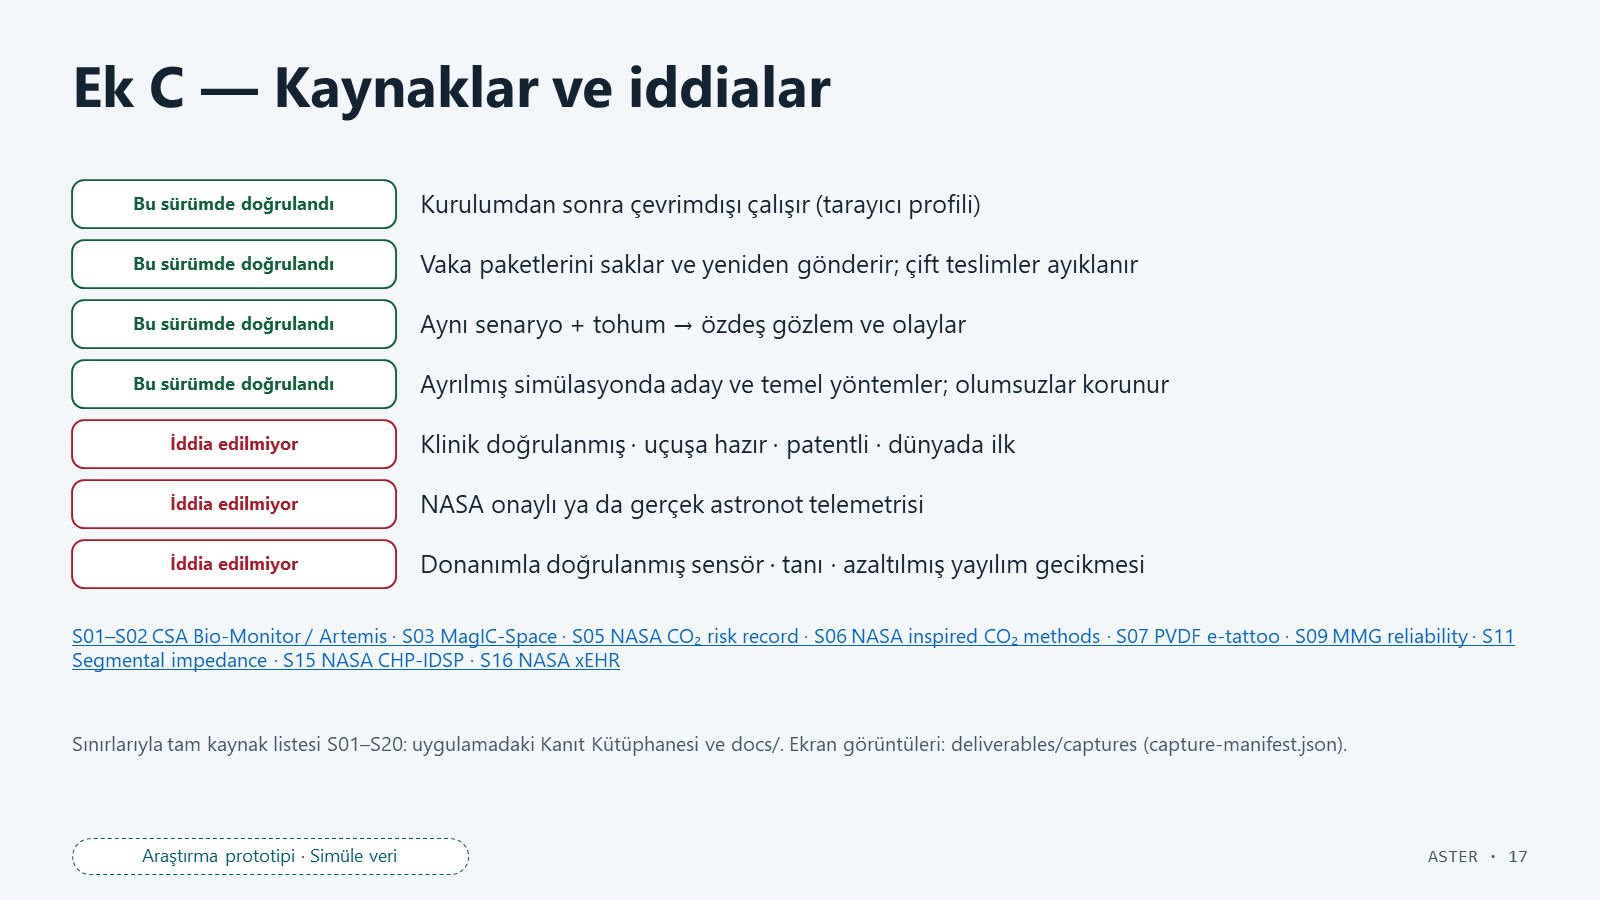 Ek C — Kaynaklar ve iddialar
Bu sürümde doğrulandı Kurulumdan sonra çevrimdışı çalışır (tarayıcı profili)
Bu sürümde doğrulandı Vaka paketlerini saklar ve yeniden gönderir; çift teslimler ayıklanır
Bu sürümde doğrulandı Aynı senaryo + tohum → özdeş gözlem ve olaylar
Bu sürümde doğrulandı Ayrılmış simülasyonda aday ve temel yöntemler; olumsuzlar korunur
İddia edilmiyor Klinik doğrulanmış · uçuşa hazır · patentli · dünyada ilk
İddia edilmiyor NASA onaylı ya da gerçek astronot telemetrisi
İddia edilmiyor Donanımla doğrulanmış sensör · tanı · azaltılmış yayılım gecikmesi
S01–S02 CSA Bio-Monitor / Artemis · S03 MagIC-Space · S05 NASA CO₂ risk record · S06 NASA inspired CO₂ methods · S07 PVDF e-tattoo · S09 MMG reliability · S11
Segmental impedance · S15 NASA CHP-IDSP · S16 NASA xEHR
Sınırlarıyla tam kaynak listesi S01–S20: uygulamadaki Kanıt Kütüphanesi ve docs/. Ekran görüntüleri: deliverables/captures (capture-manifest.json).
Araştırma prototipi · Simüle veri
ASTER · 17